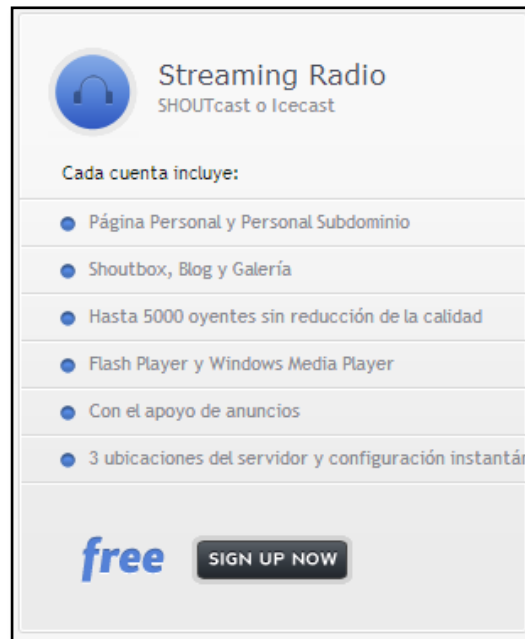 Streaming Radio
SHOUTcast o Icecast
Cada cuenta incluye:
Página Personal y Personal Subdominio
Shoutbox, Blog y Galería
Hasta 5000 oyentes sin reducción de la calidad
Flash Player y Windows Media Player
Con el apoyo de anuncios
3 ubicaciones del servidor y configuración
free
SIGN UP NOW